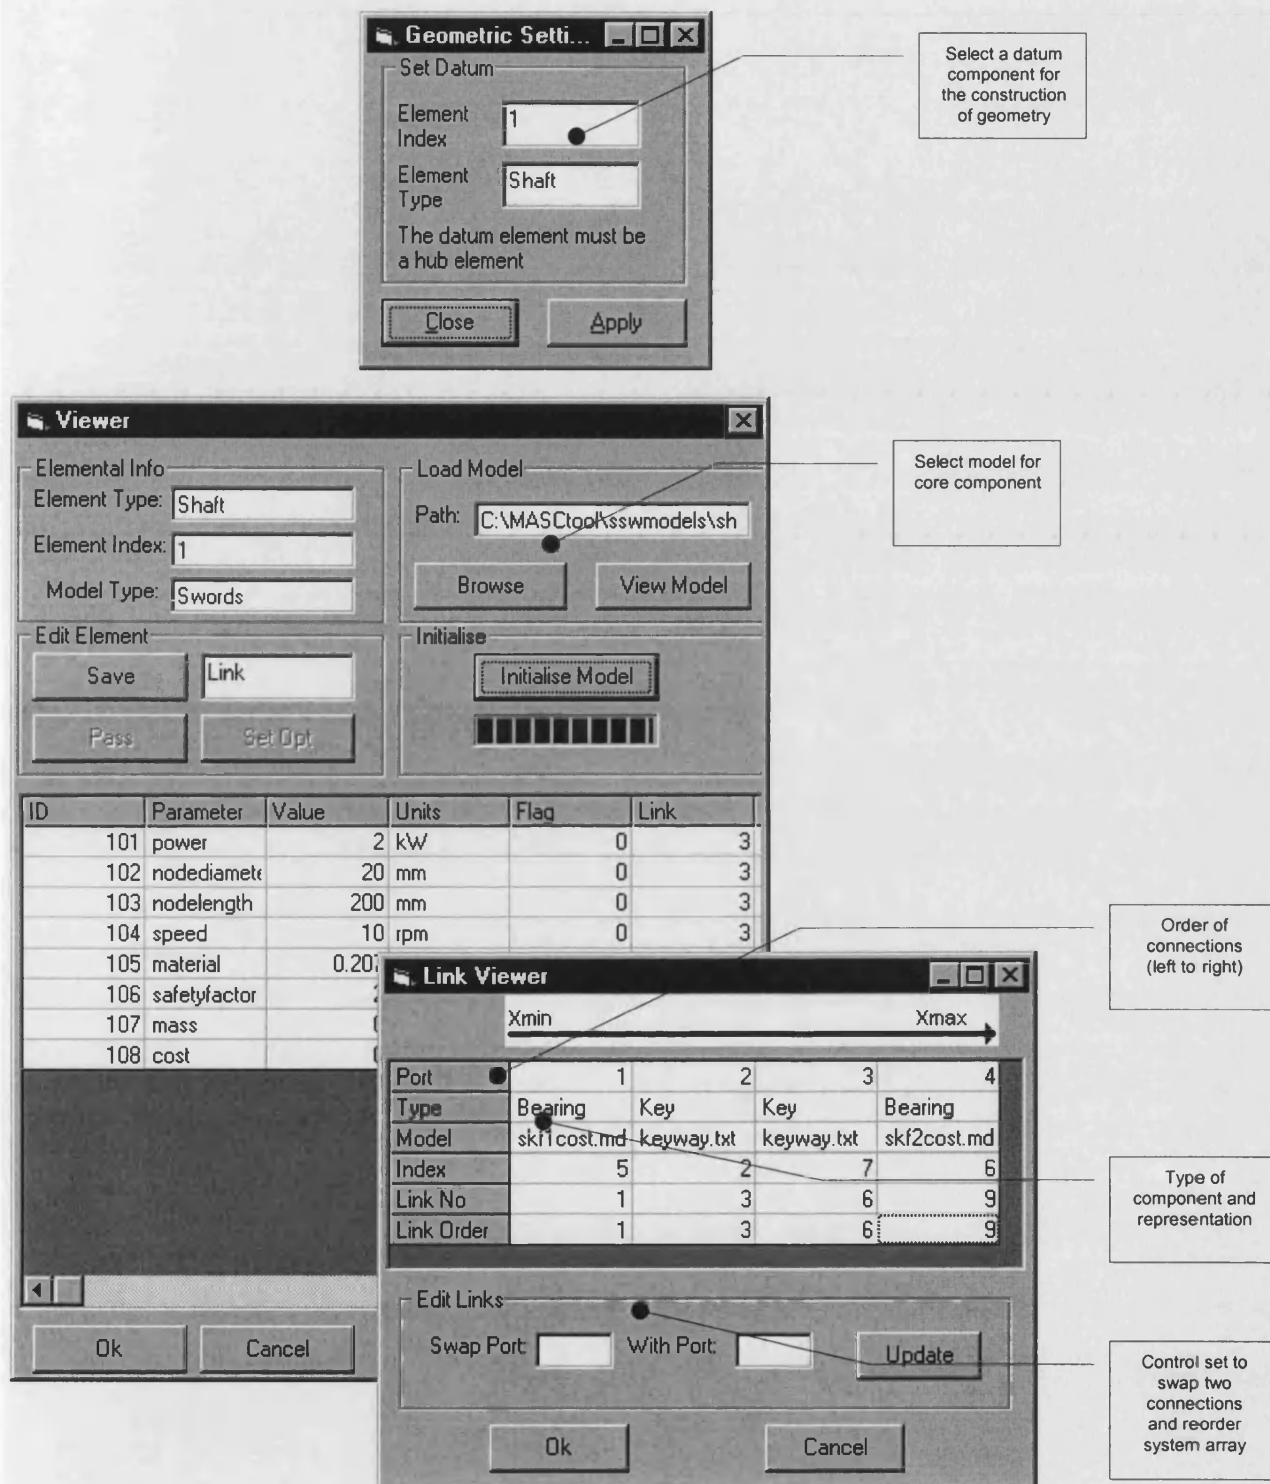 Geometric Setti...
Set Datum
Element
Index
1
Element
Type
Shaft
The datum element must be
a hub element
Close
Apply
Select a datum
component for
the construction
of geometry
Viewer
Elemental Info
Element Type: Shaft
Element Index: 1
Model Type: Swords
Load Model
Path: C:\MASCtool\sswmodels\sh
Browse
View Model
Select model for
core component
Edit Element
Save
Link
Pass
Set Opt
Initialise
Initialise Model
ID Parameter Value Units Flag Link
101 power 2 kW 0 3
102 nodediamete 20 mm 0 3
103 nodelength 200 mm 0 3
104 speed 10 rpm 0 3
105 material 0.207
106 safetyfactor 2
107 mass
108 cost
Ok
Cancel
Order of
connections
(left to right)
Link Viewer
Xmin Xmax
Port 1 2 3 4
Type Bearing Key Key Bearing
Model skf1cost.md keyway.txt keyway.txt skf2cost.md
Index 5 2 7 6
Link No 1 3 6 9
Link Order 1 3 6 9
Type of
component and
representation
Edit Links
Swap Port:
With Port:
Update
Ok
Cancel
Control set to
swap two
connections
and reorder
system array